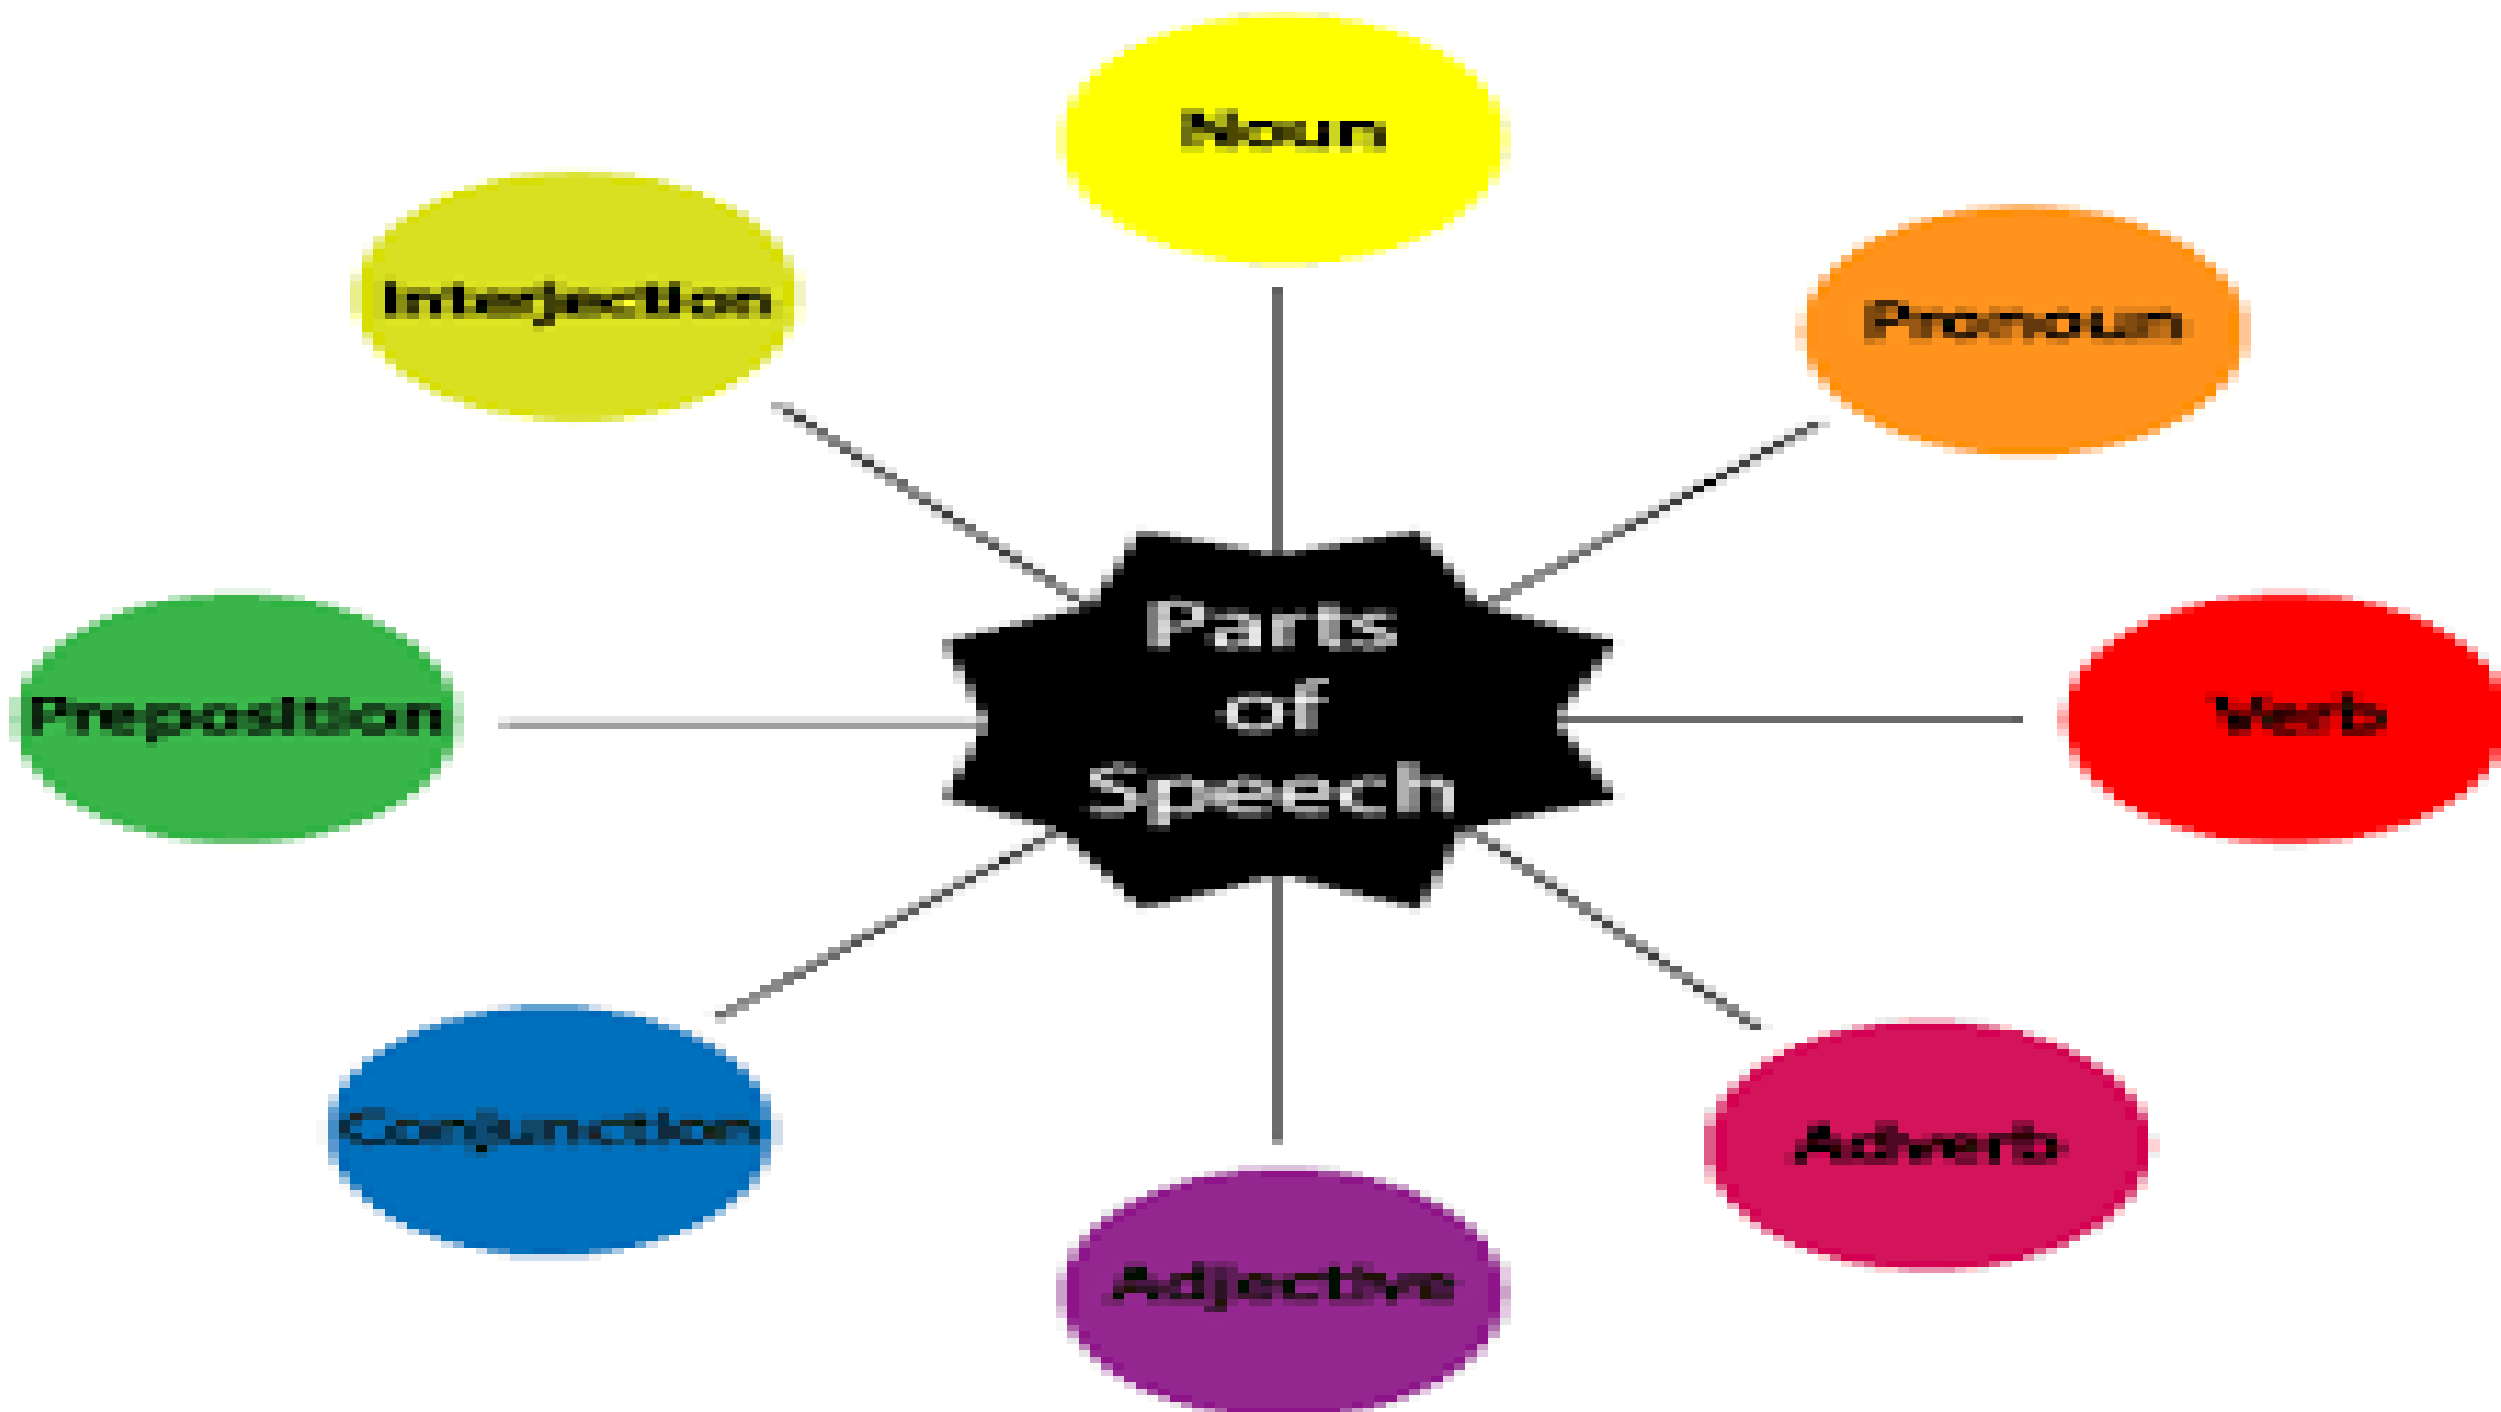 Noun
Interjection
Pronoun
Parts
of
Speech
Preposition
Verb
Conjunction
Adverb
Adjective